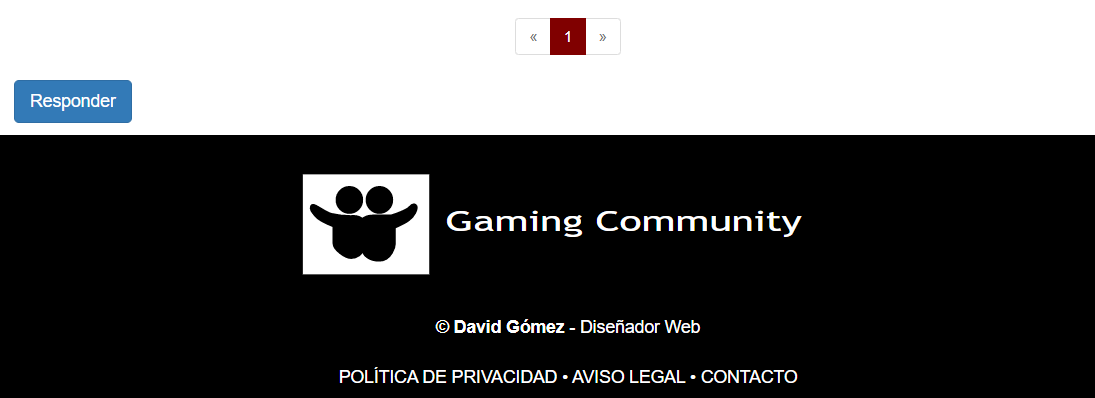 « 1 »
Responder
Gaming Community
© David Gómez - Diseñador Web
POLÍTICA DE PRIVACIDAD • AVISO LEGAL • CONTACTO